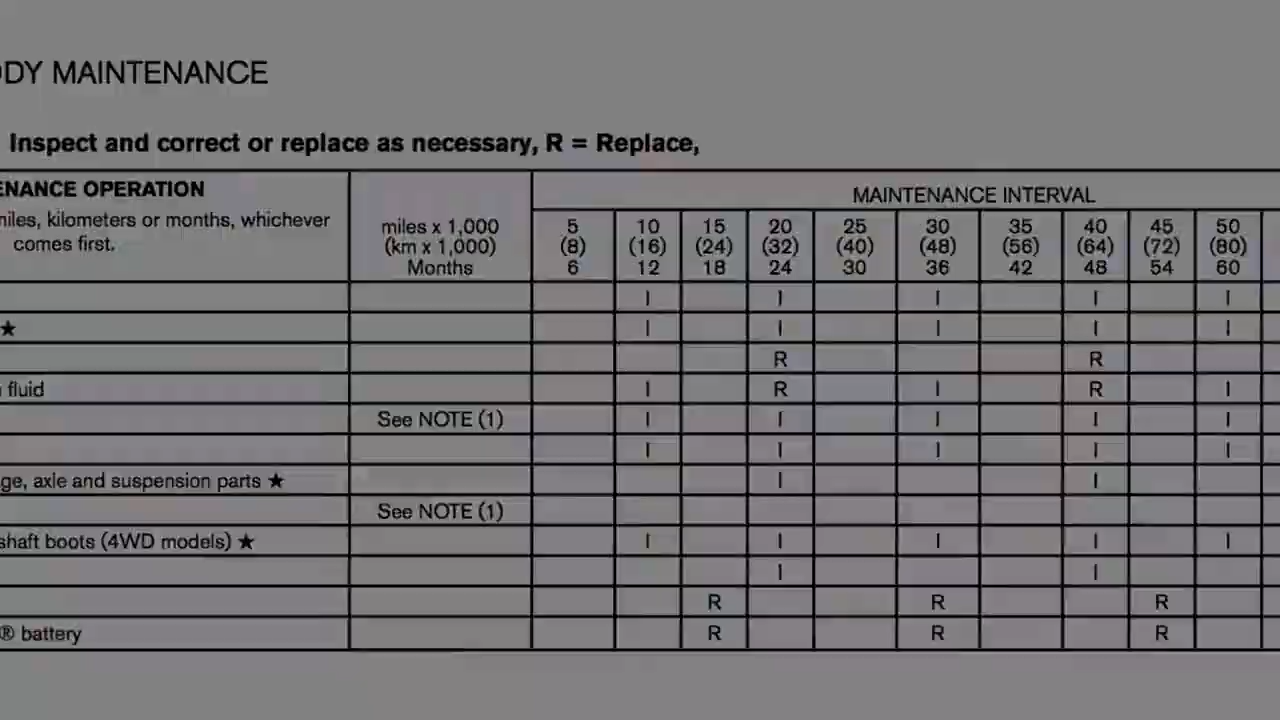 DY MAINTENANCE
Inspect and correct or replace as necessary, R = Replace,
ENANCE OPERATION
miles, kilometers or months, whichever
comes first.
miles x 1,000
(km x 1,000)
Months
MAINTENANCE INTERVAL
5 10 15 20 25 30 35 40 45 50
(8) (16) (24) (32) (40) (48) (56) (64) (72) (80)
6 12 18 24 30 36 42 48 54 60
I I I I I
★ I I I I I
R R
fluid I R I R I
See NOTE (1) I I I I I
I I I I I
ge, axle and suspension parts ★ I I
See NOTE (1)
shaft boots (4WD models) ★ I I I I I
I I
R R R
® battery R R R